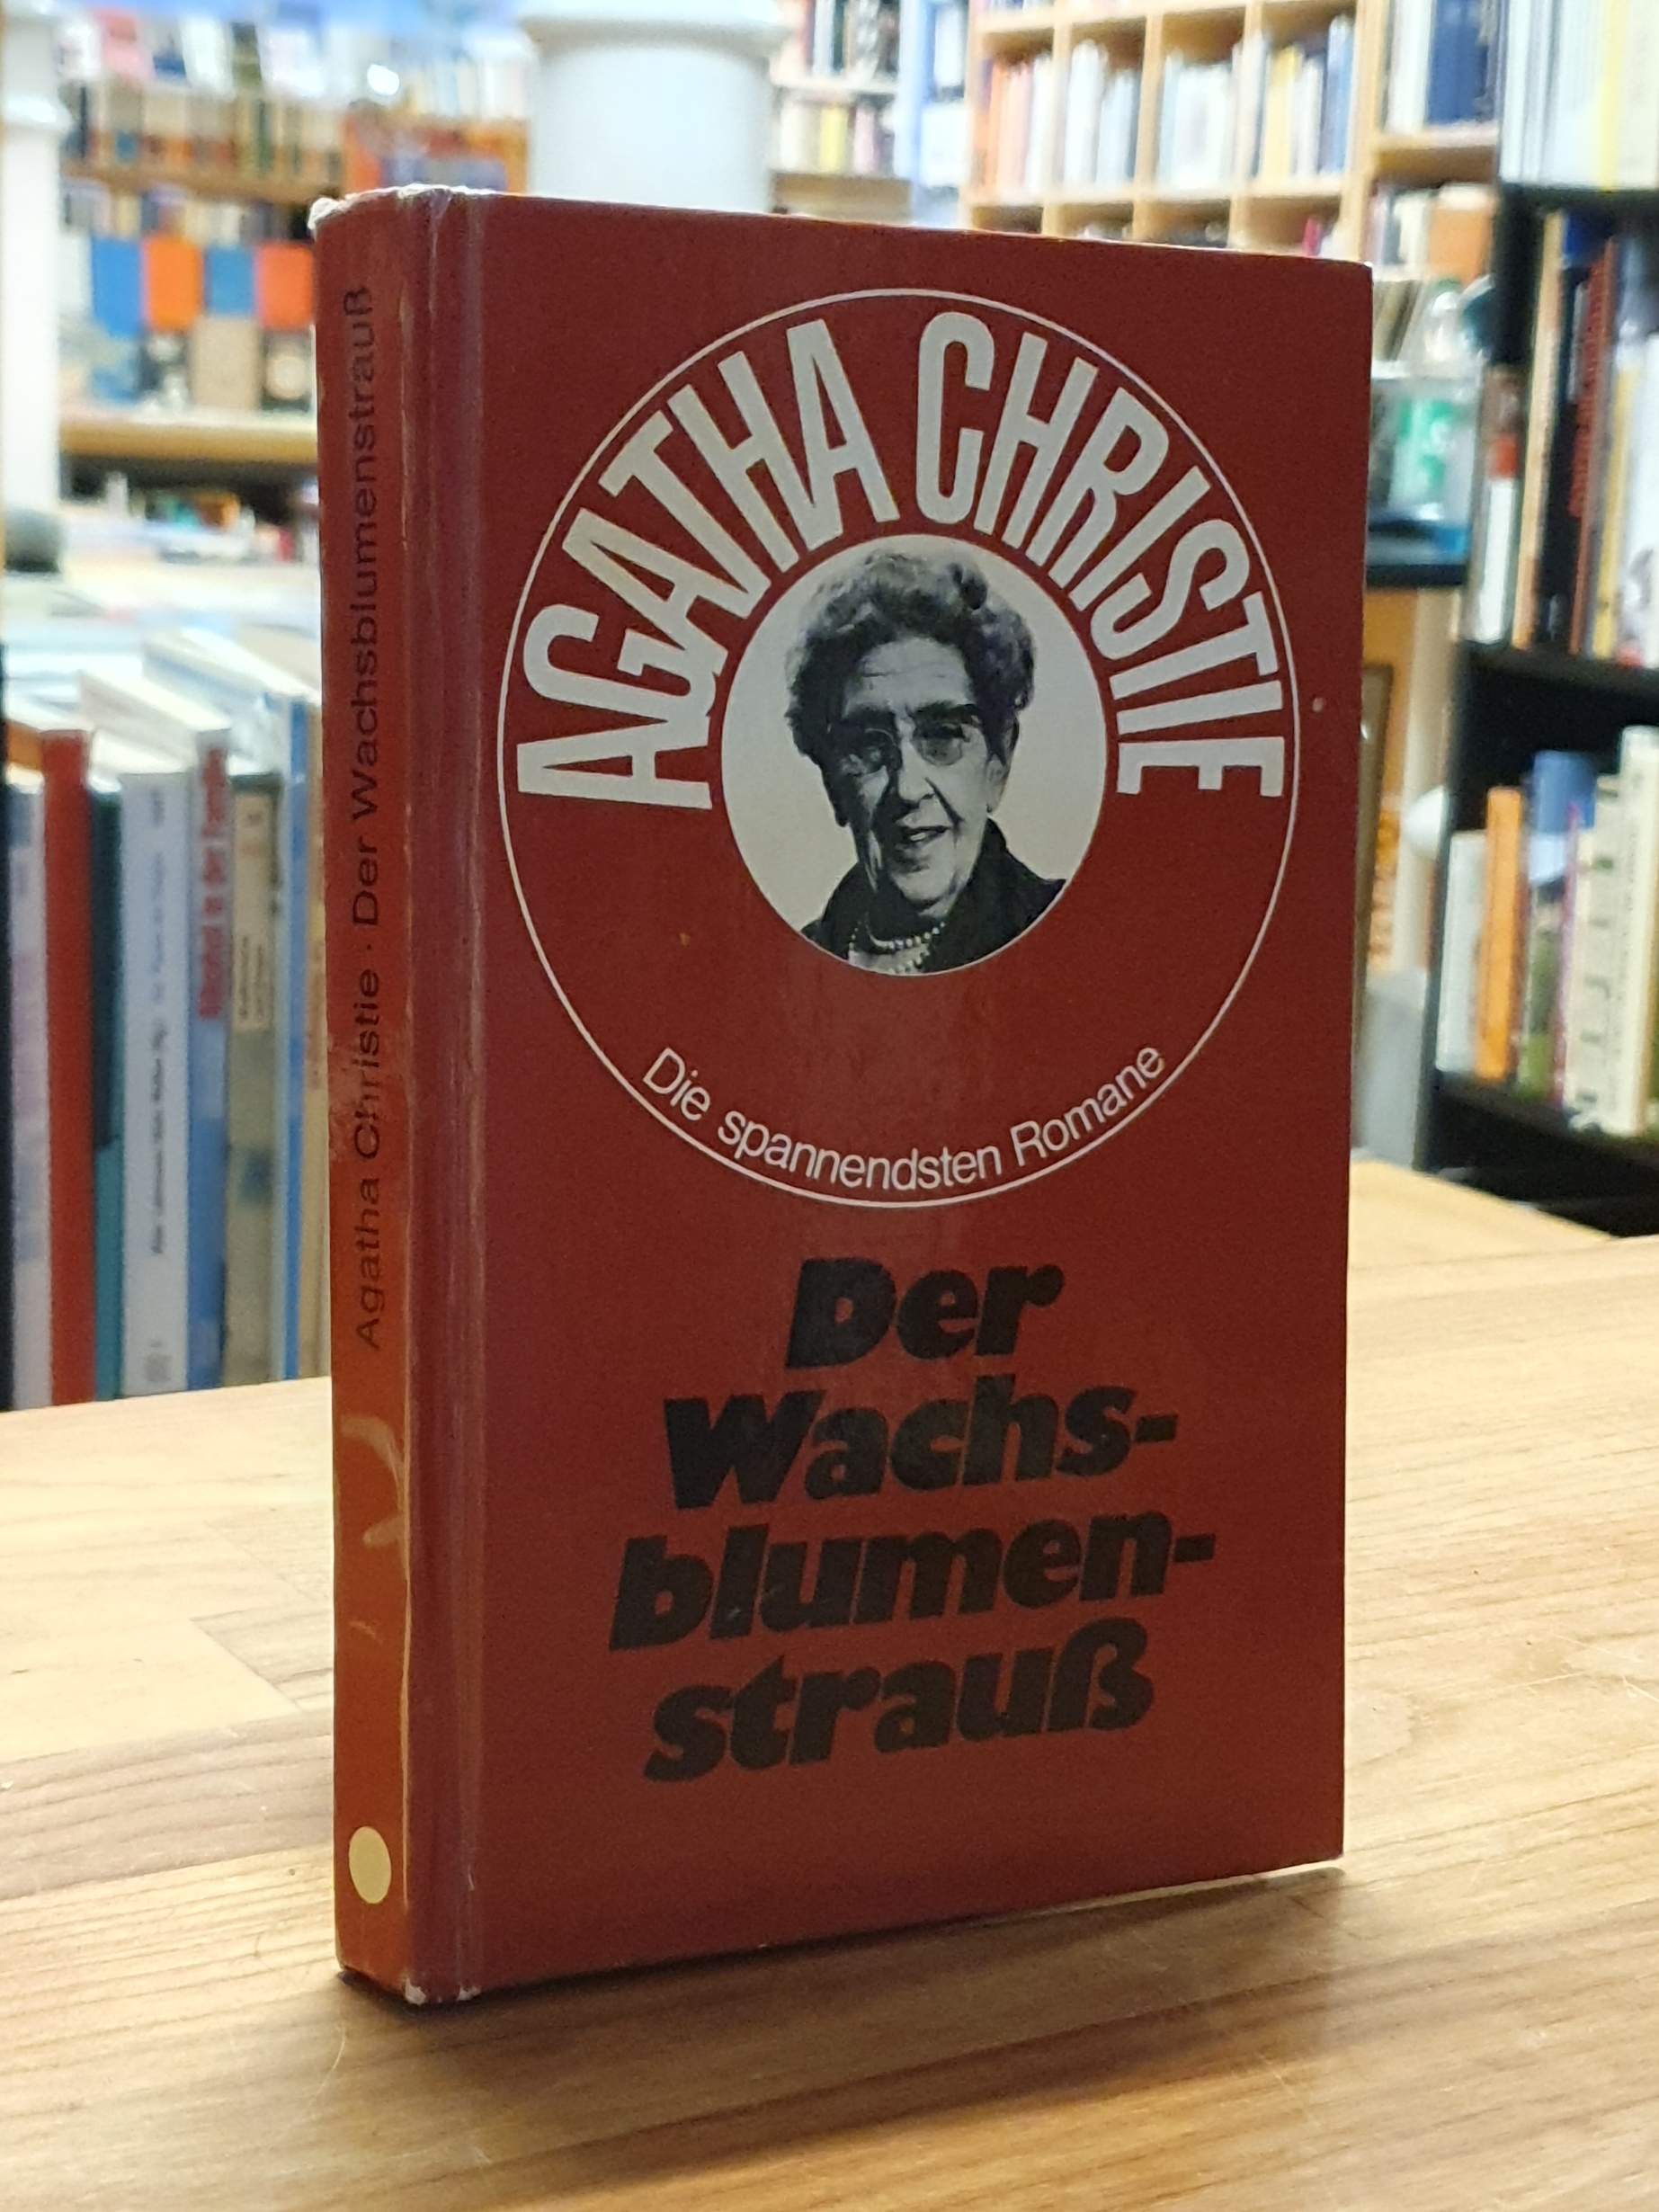 AGATHA CHRISTIE
Die spannendsten Romane
Der
Wachs-
blumen-
strauß
Agatha Christie · Der Wachsblumenstrauß